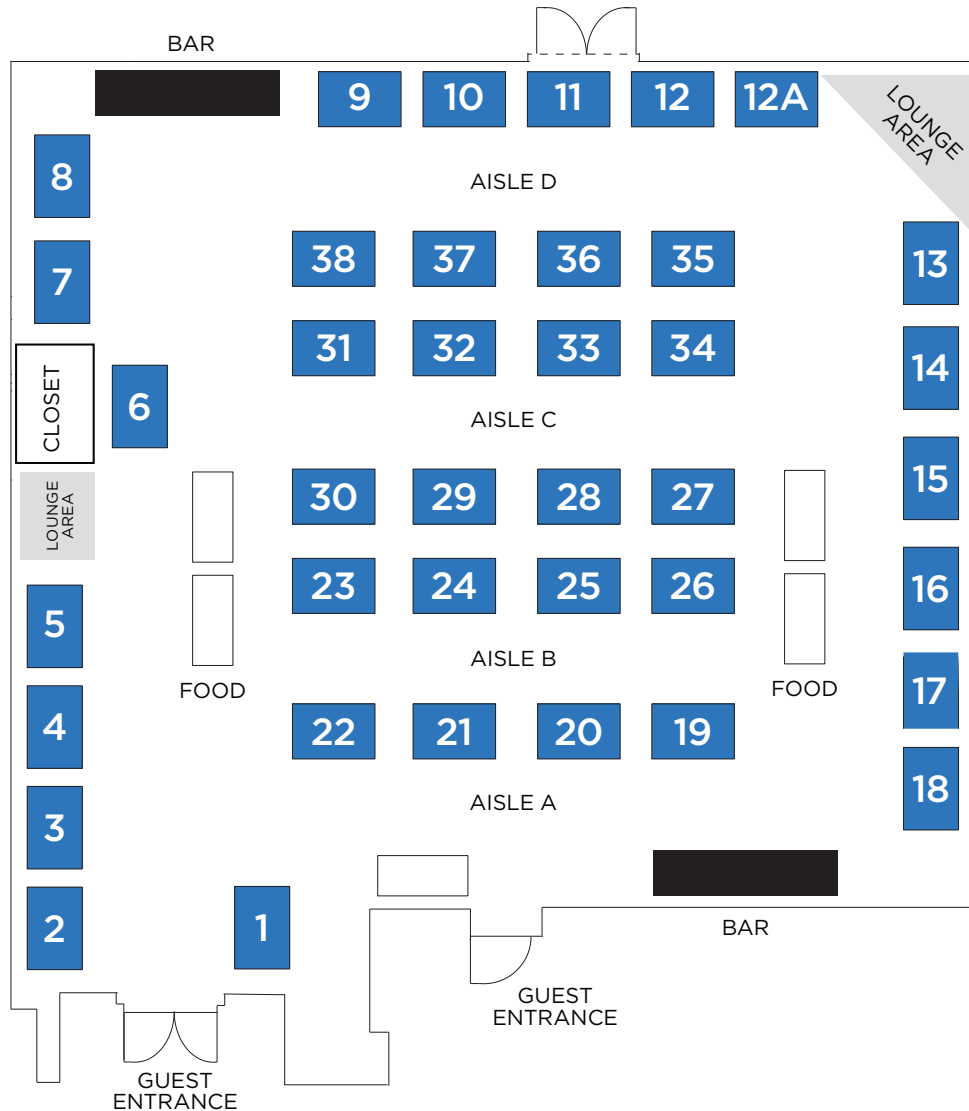 BAR
9
10
11
12
12A
LOUNGE
AREA
8
AISLE D
7
38
37
36
35
13
31
32
33
34
14
CLOSET
6
AISLE C
LOUNGE
AREA
30
29
28
27
15
23
24
25
26
16
5
AISLE B
FOOD
FOOD
17
4
22
21
20
19
18
3
AISLE A
2
1
BAR
GUEST
ENTRANCE
GUEST
ENTRANCE